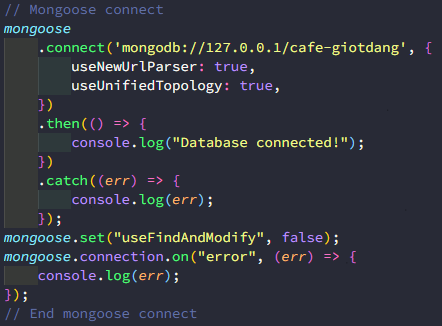 // Mongoose connect
mongoose
    .connect('mongodb://127.0.0.1/cafe-giotdang', {
        useNewUrlParser: true,
        useUnifiedTopology: true,
    })
    .then(() => {
        console.log("Database connected!");
    })
    .catch((err) => {
        console.log(err);
    });
mongoose.set("useFindAndModify", false);
mongoose.connection.on("error", (err) => {
    console.log(err);
});
// End mongoose connect